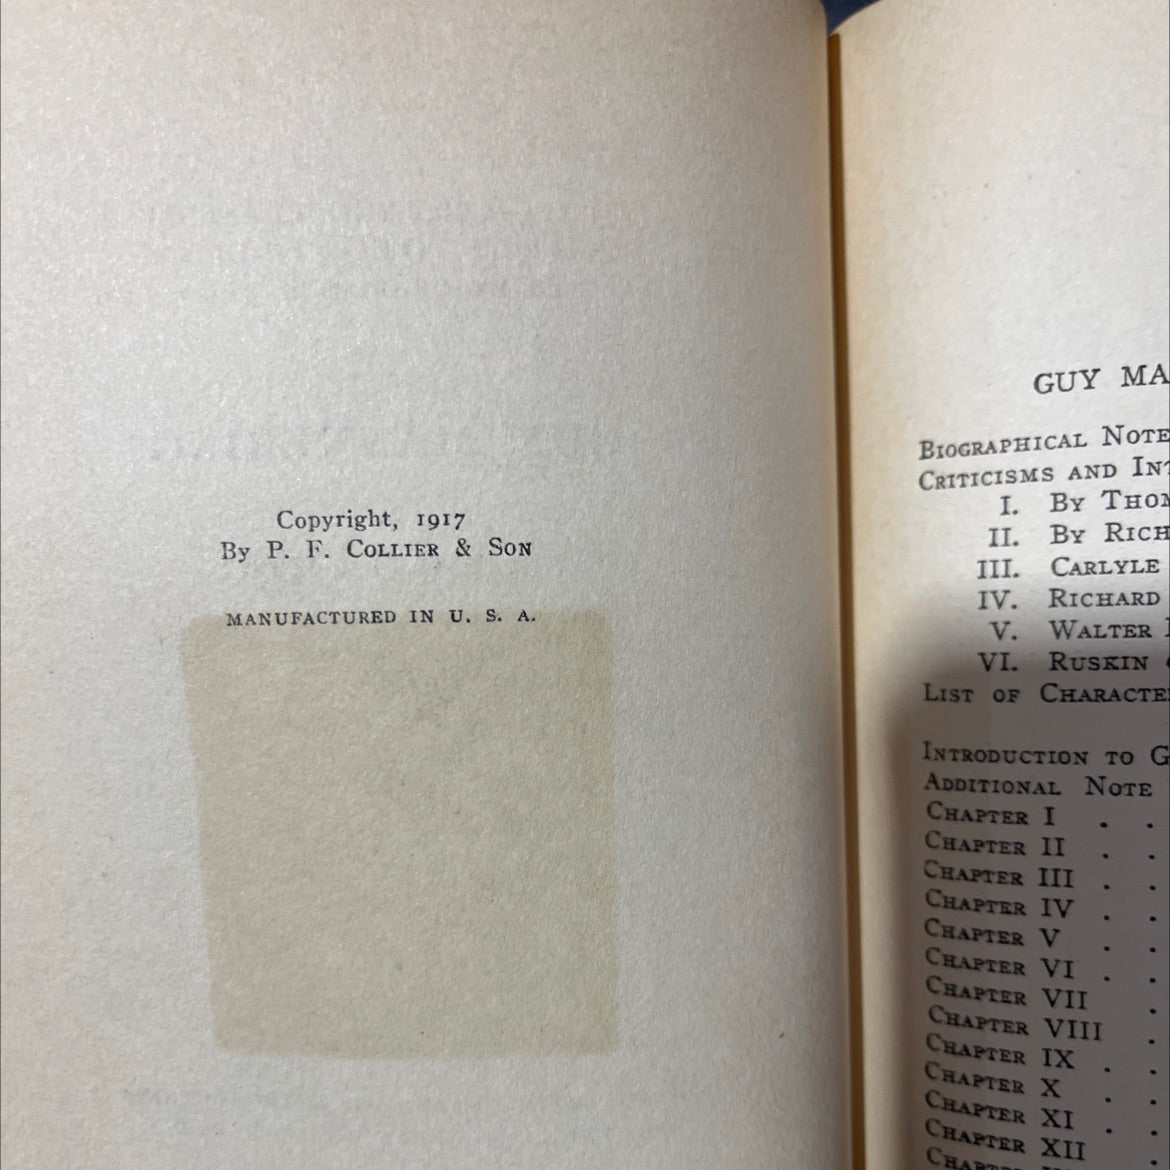 Copyright, 1917
By P. F. Collier & Son
MANUFACTURED IN U. S. A.
GUY MA
Biographical Note
Criticisms and Int
I. By Thom
II. By Rich
III. Carlyle
IV. Richard
V. Walter
VI. Ruskin
List of Characte
Introduction to G
Additional Note
Chapter I . .
Chapter II . .
Chapter III . .
Chapter IV . .
Chapter V . .
Chapter VI . .
Chapter VII .
Chapter VIII .
Chapter IX . .
Chapter X . .
Chapter XI . .
Chapter XII .